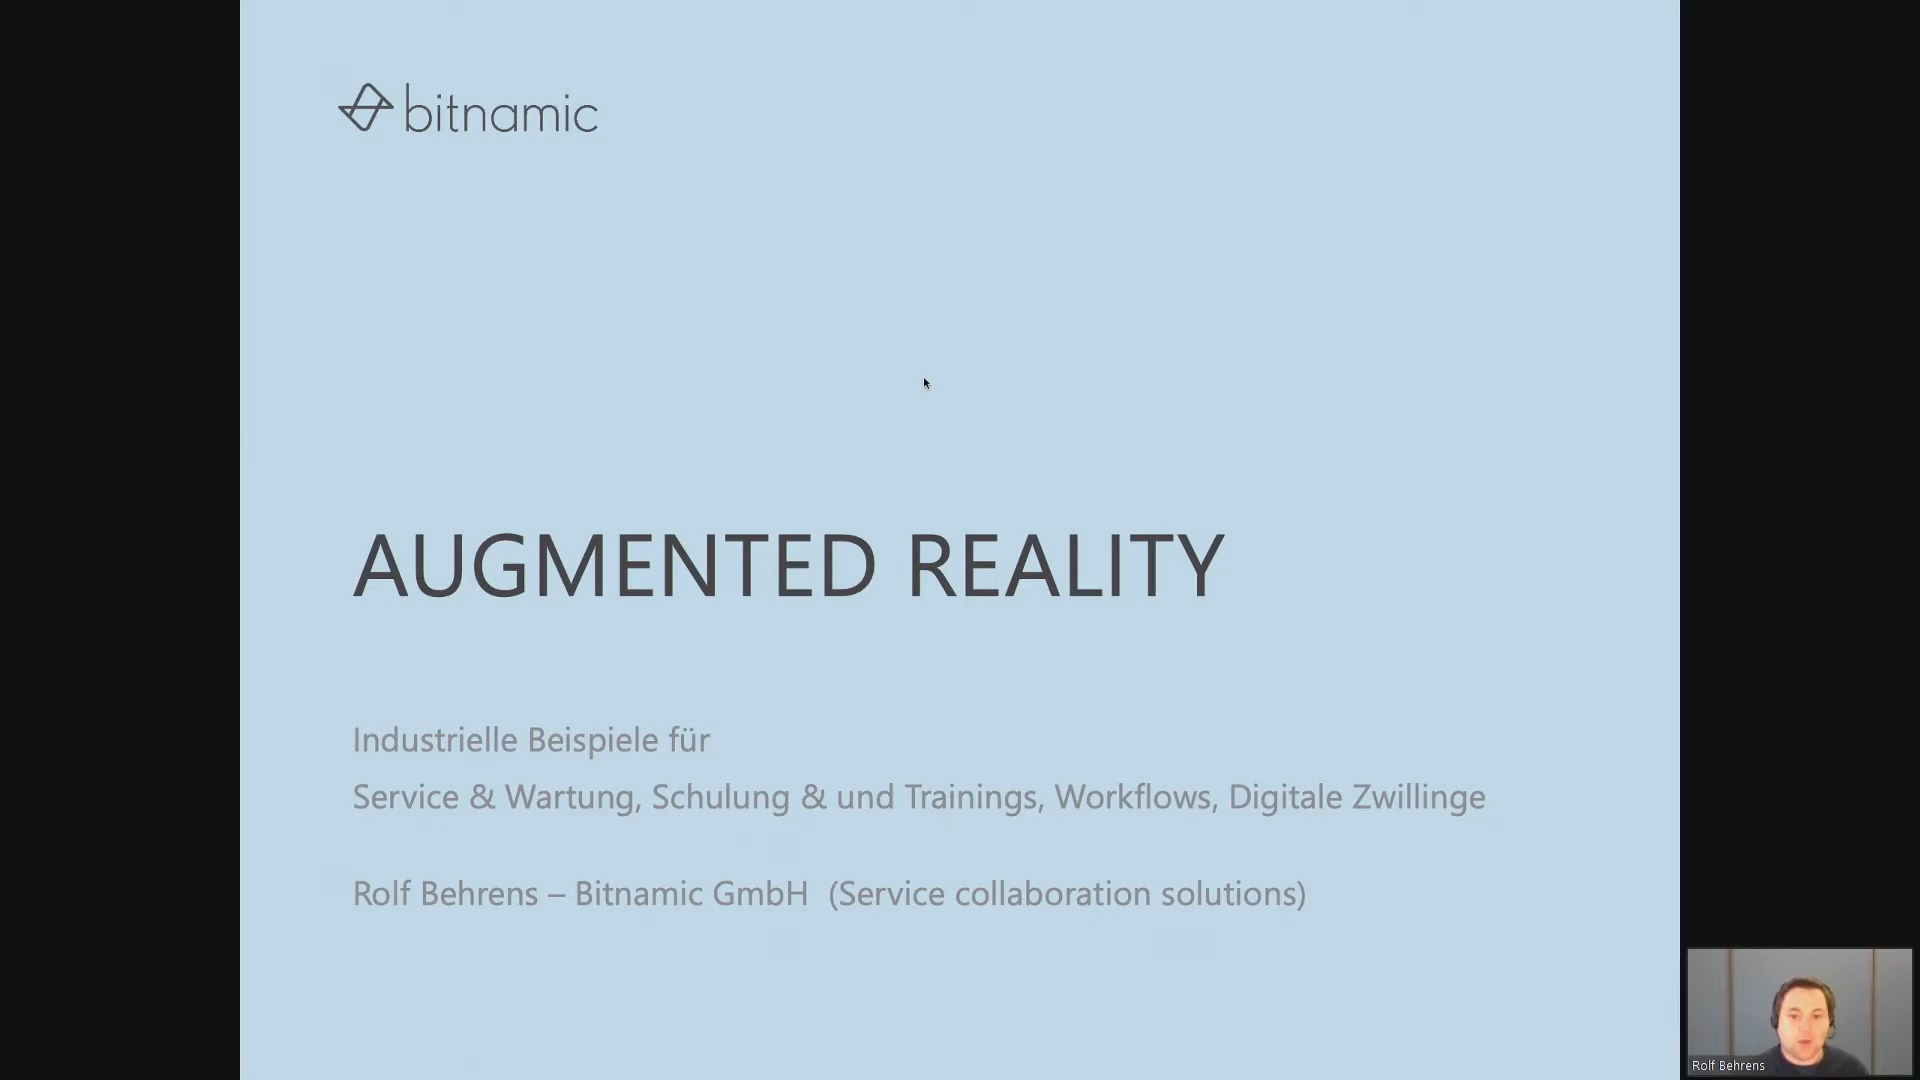 bitnamic
AUGMENTED REALITY
Industrielle Beispiele für
Service & Wartung, Schulung & und Trainings, Workflows, Digitale Zwillinge
Rolf Behrens – Bitnamic GmbH (Service collaboration solutions)
Rolf Behrens